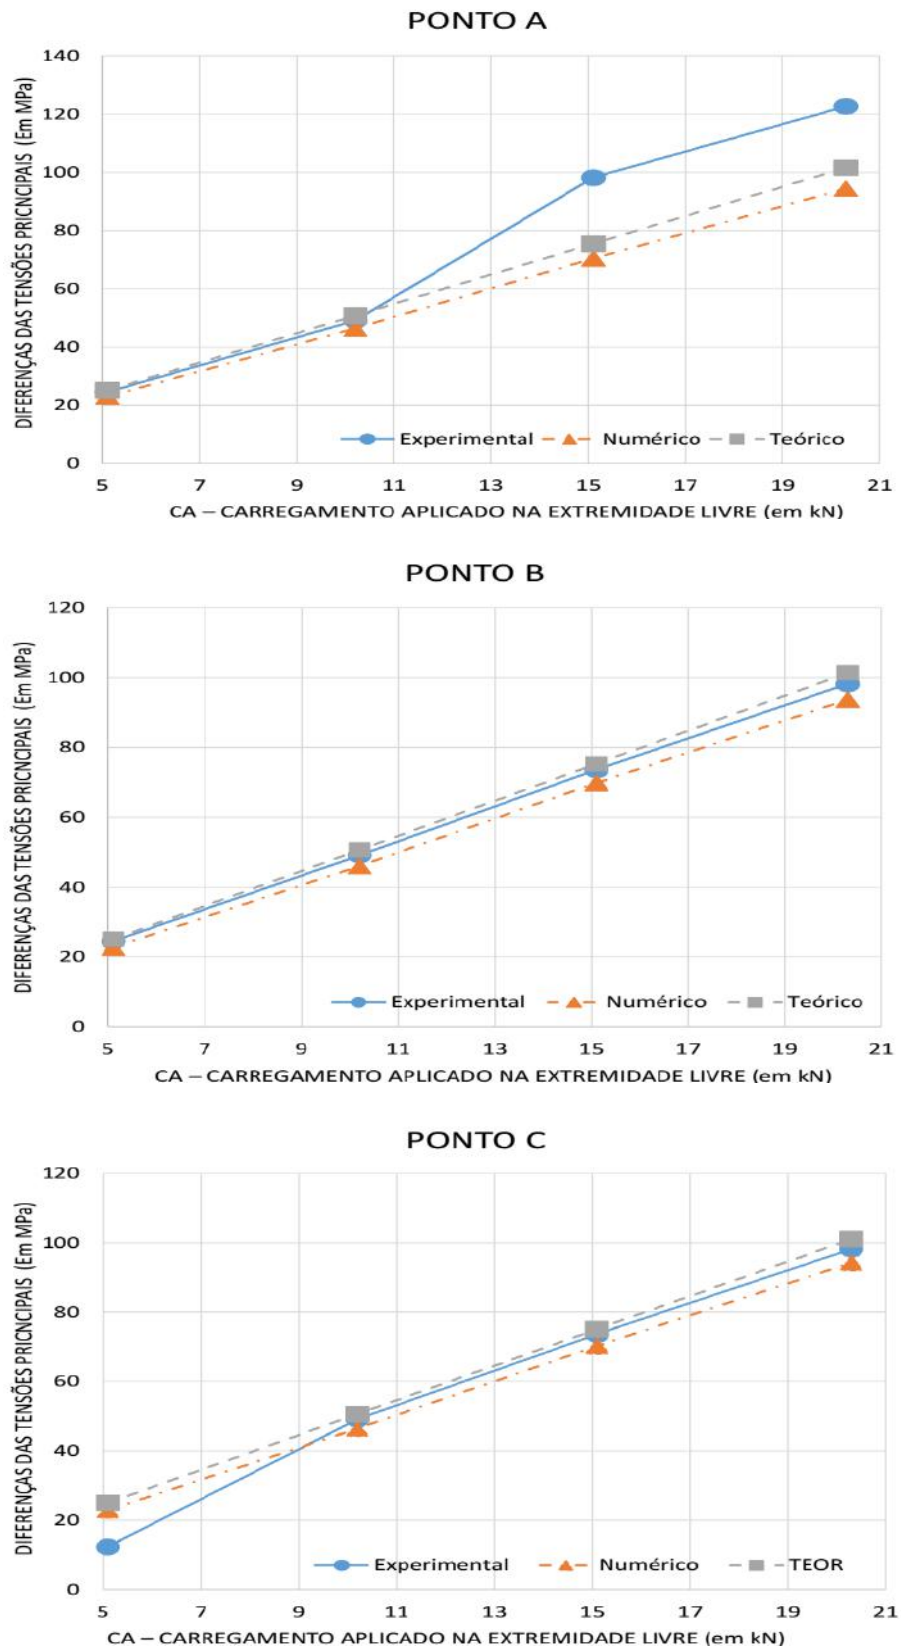 PONTO A
DIFERENÇAS DAS TENSÕES PRICNCIPAIS (Em MPa)
140
120
100
80
60
40
20
0
Experimental Numérico Teórico
5 7 9 11 13 15 17 19 21
CA – CARREGAMENTO APLICADO NA EXTREMIDADE LIVRE (em kN)
PONTO B
DIFERENÇAS DAS TENSÕES PRICNCIPAIS (Em MPa)
120
100
80
60
40
20
0
Experimental Numérico Teórico
5 7 9 11 13 15 17 19 21
CA – CARREGAMENTO APLICADO NA EXTREMIDADE LIVRE (em kN)
PONTO C
DIFERENÇAS DAS TENSÕES PRICNCIPAIS (Em MPa)
120
100
80
60
40
20
0
Experimental Numérico TEOR
5 7 9 11 13 15 17 19 21
CA – CARREGAMENTO APLICADO NA EXTREMIDADE LIVRE (em kN)